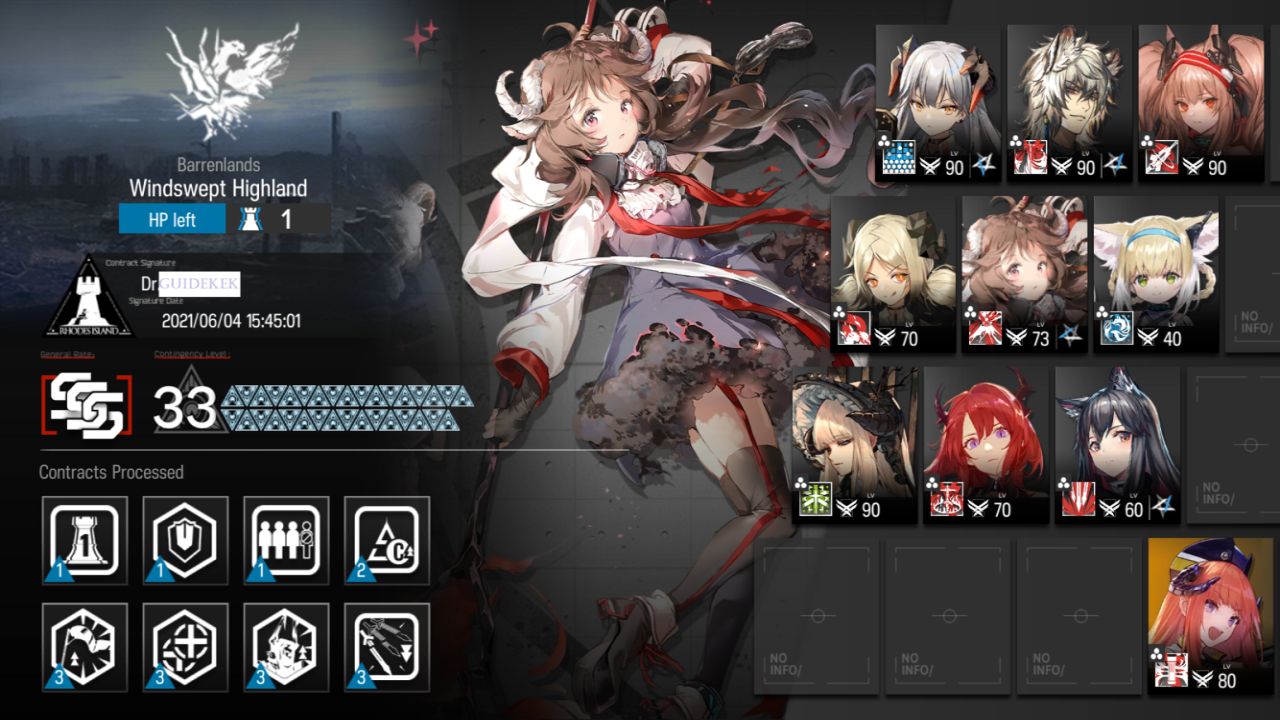 Barrenlands
Windswept Highland
HP left 1
Contract Signature
Dr GUIDEKEK
Signature Date
2021/06/04 15:45:01
RHODES ISLAND
General Rate:
Contingency Level:
SSS
33
Contracts Processed
1 1 1 2
3 3 3 3
LV 90
LV 90
LV 90
LV 70
LV 73
LV 40
NO INFO/
LV 90
LV 70
LV 60
NO INFO/
NO INFO/
NO INFO/
NO INFO/
LV 80